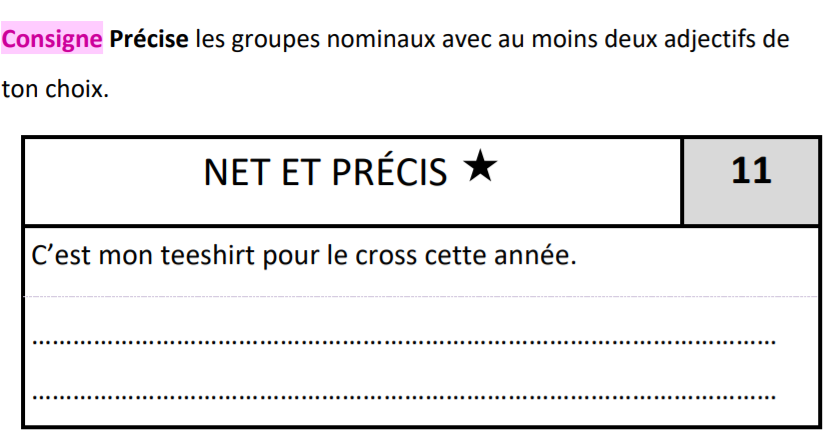 Consigne Précise les groupes nominaux avec au moins deux adjectifs de
ton choix.
NET ET PRÉCIS ★
11
C’est mon teeshirt pour le cross cette année.
………………………………………………………………………………………………
………………………………………………………………………………………………